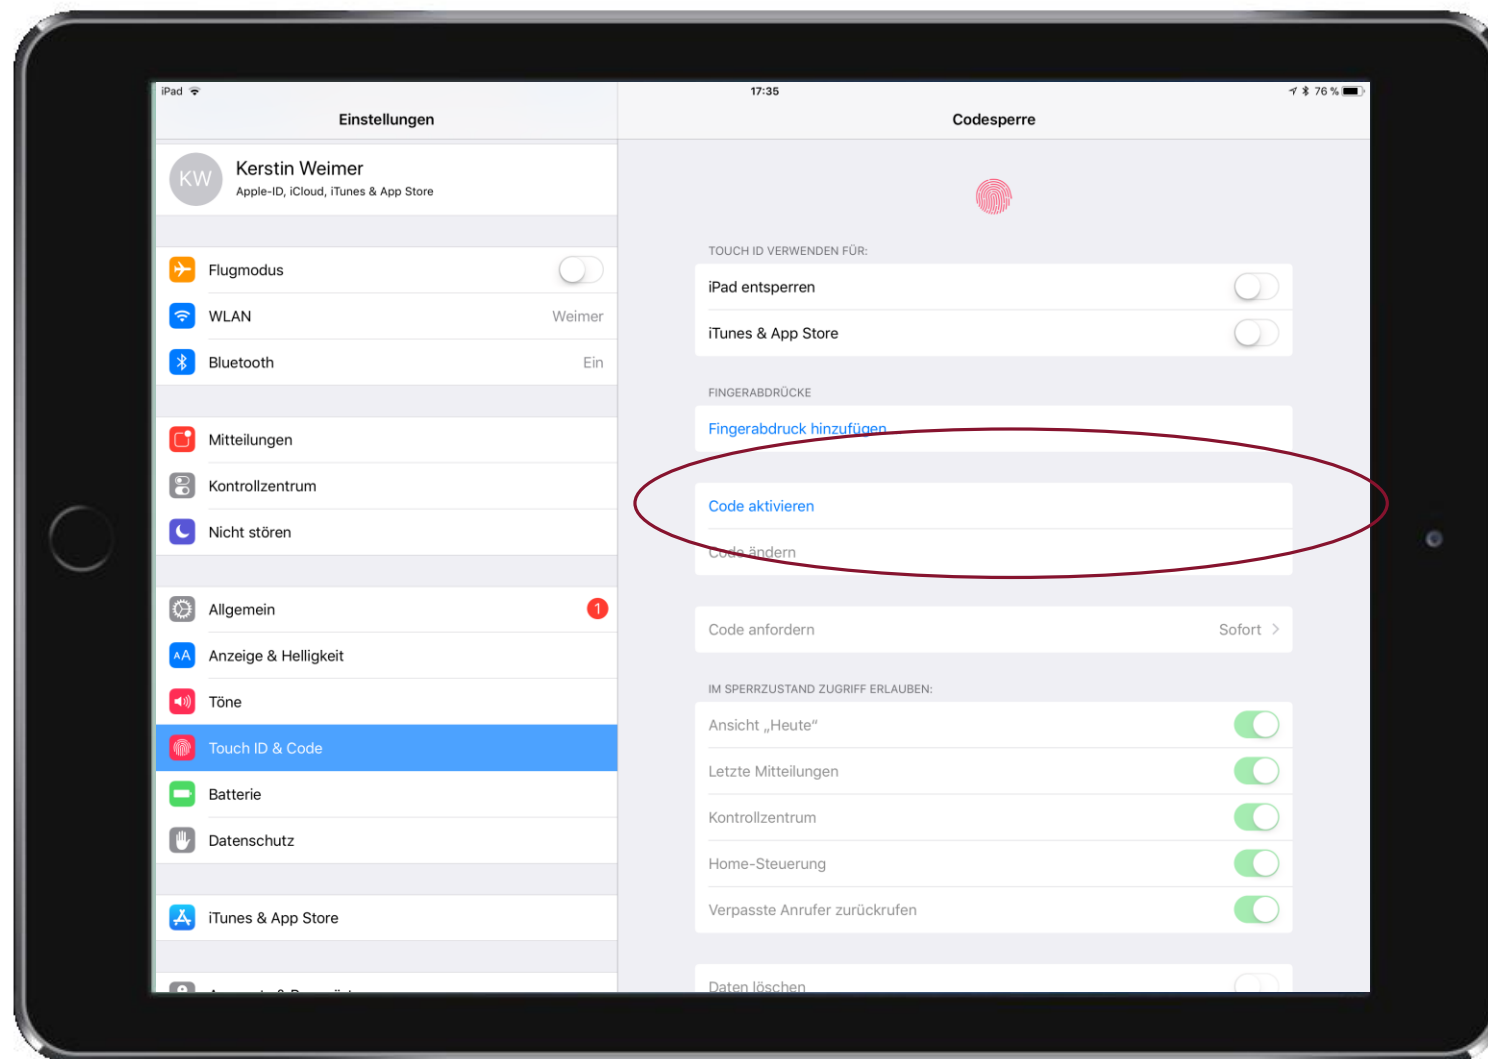 iPad
17:35
76 %
Einstellungen
Codesperre
KW
Kerstin Weimer
Apple-ID, iCloud, iTunes & App Store
Flugmodus
WLAN
Weimer
Bluetooth
Ein
Mitteilungen
Kontrollzentrum
Nicht stören
Allgemein
1
AA
Anzeige & Helligkeit
Töne
Touch ID & Code
Batterie
Datenschutz
iTunes & App Store
TOUCH ID VERWENDEN FÜR:
iPad entsperren
iTunes & App Store
FINGERABDRÜCKE
Fingerabdruck hinzufügen
Code aktivieren
Code ändern
Code anfordern
Sofort
IM SPERRZUSTAND ZUGRIFF ERLAUBEN:
Ansicht „Heute“
Letzte Mitteilungen
Kontrollzentrum
Home-Steuerung
Verpasste Anrufer zurückrufen
Daten löschen